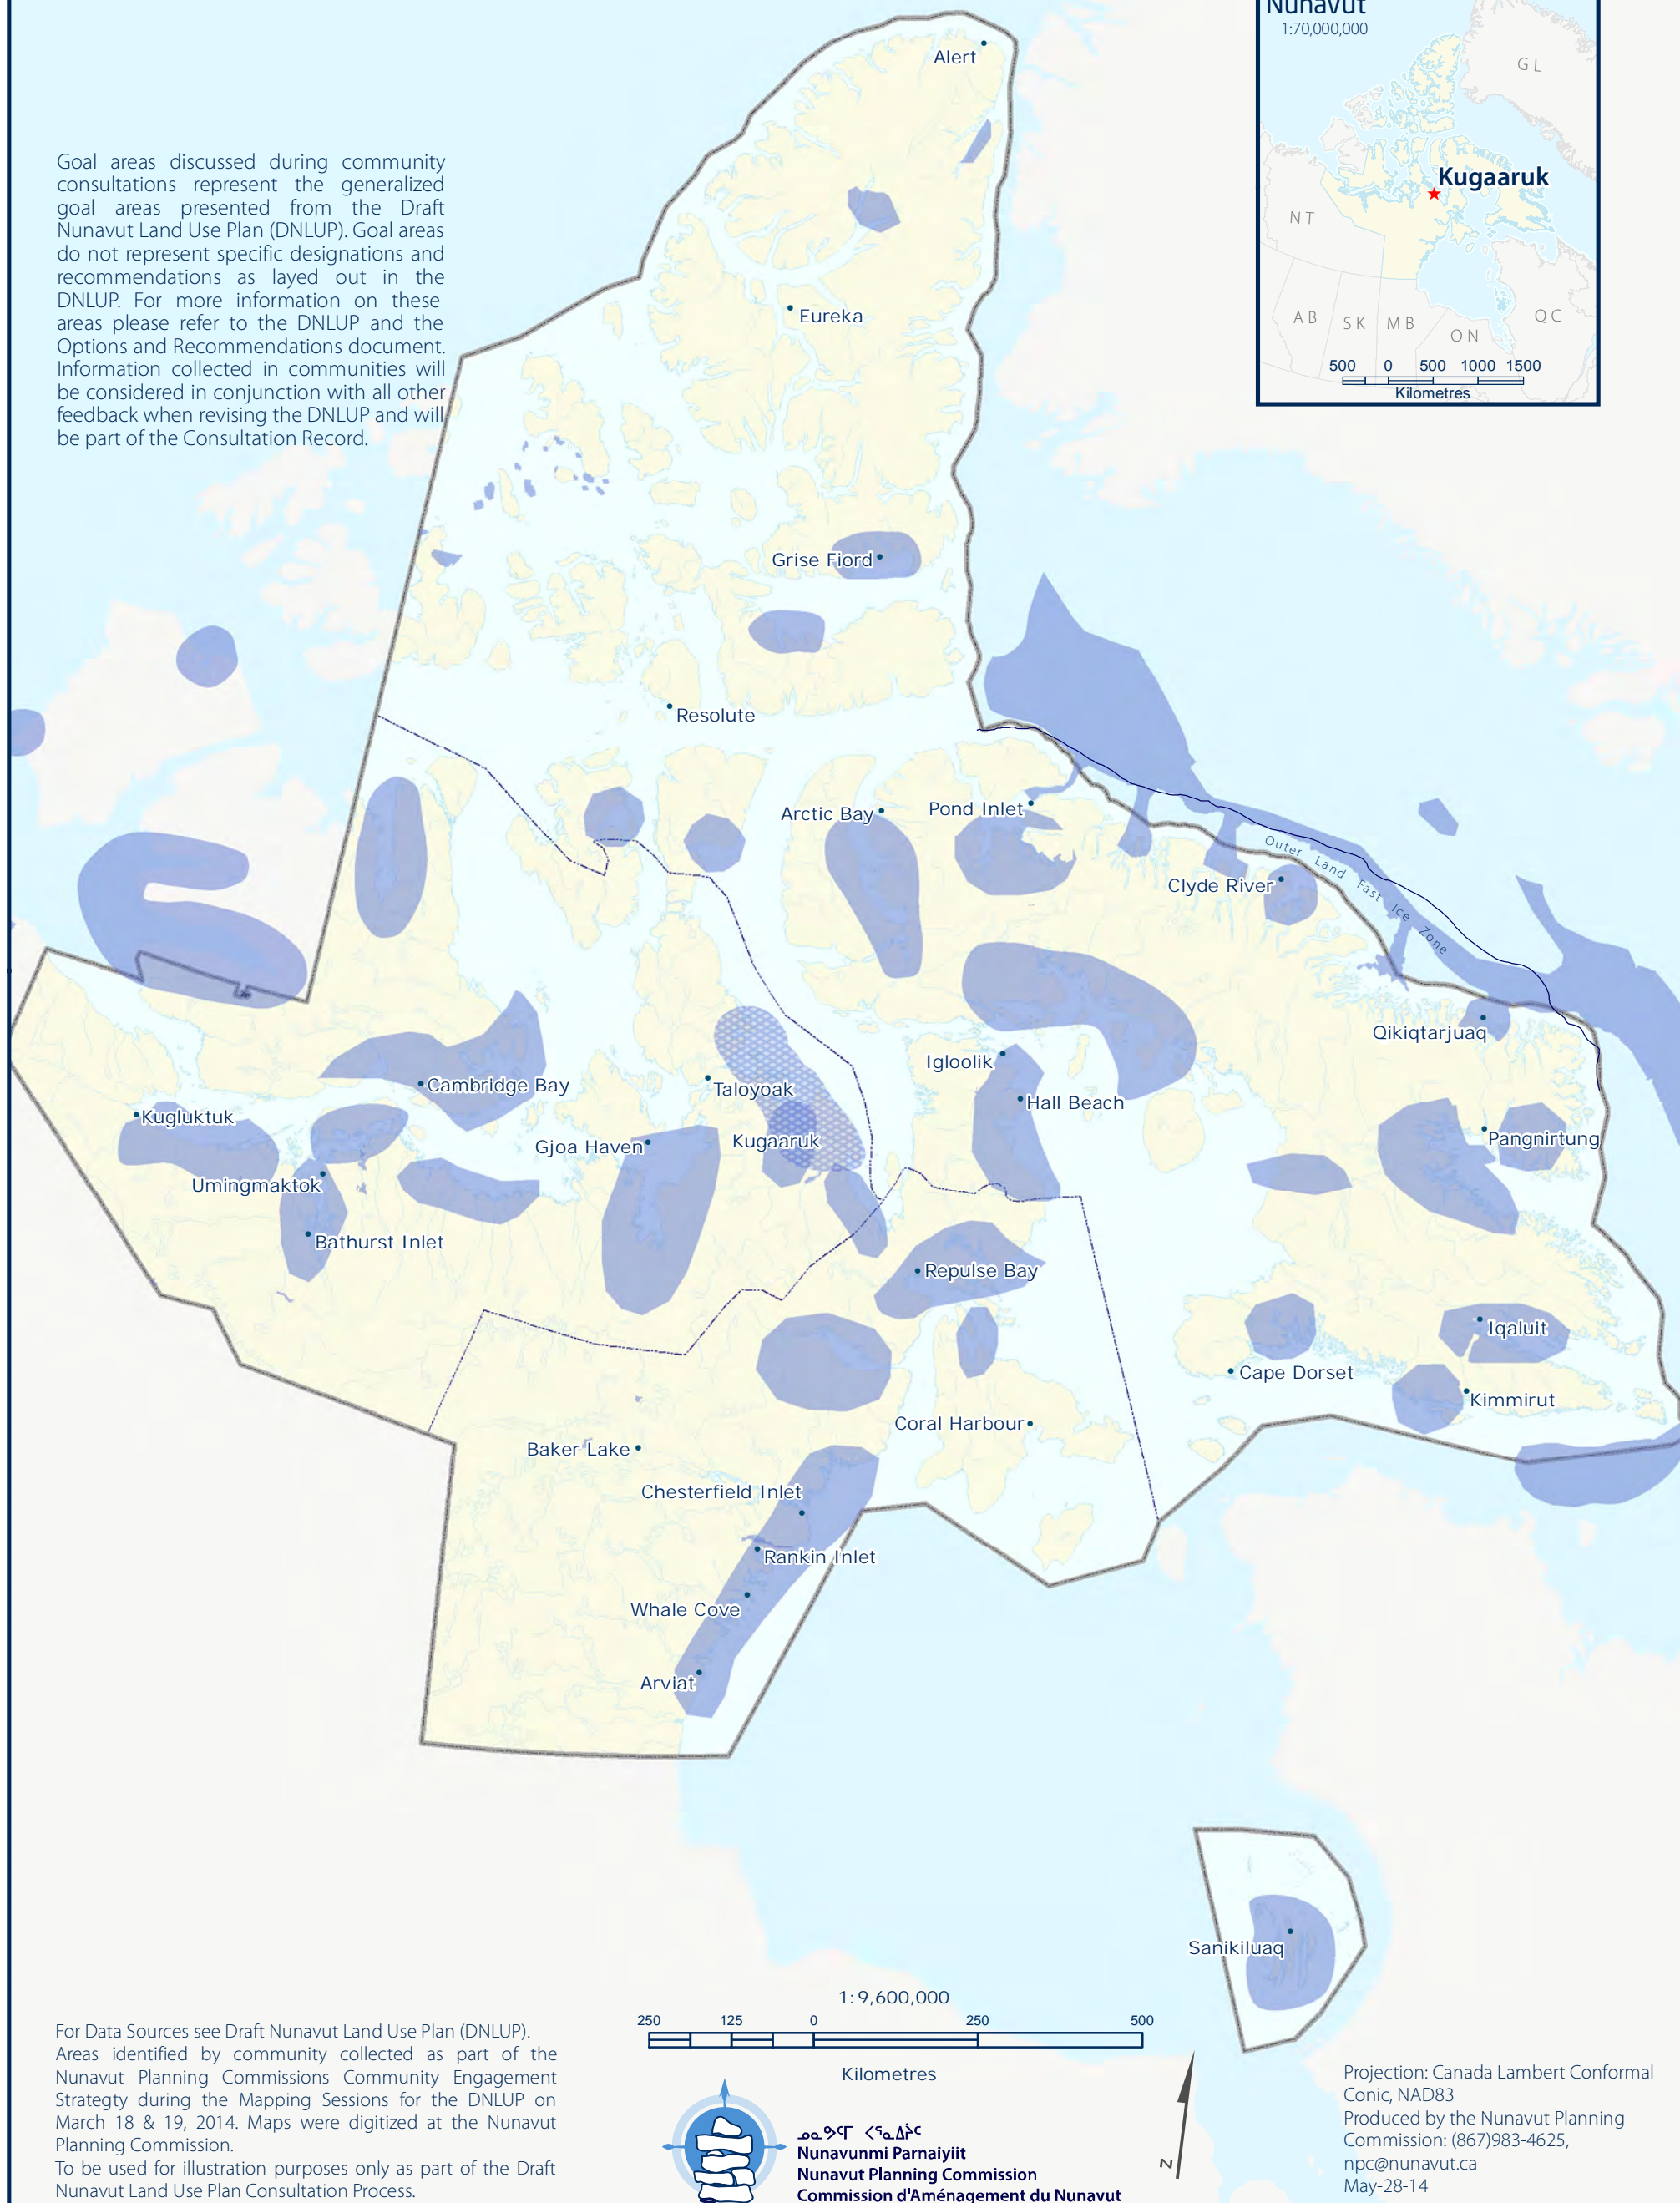 Nunavut
1:70,000,000
GL
Kugaaruk
NT
AB
SK
MB
ON
QC
500 0 500 1000 1500
Kilometres
Goal areas discussed during community
consultations represent the generalized
goal areas presented from the Draft
Nunavut Land Use Plan (DNLUP). Goal areas
do not represent specific designations and
recommendations as layed out in the
DNLUP. For more information on these
areas please refer to the DNLUP and the
Options and Recommendations document.
Information collected in communities will
be considered in conjunction with all other
feedback when revising the DNLUP and will
be part of the Consultation Record.
Alert
Eureka
Grise Fiord
Resolute
Arctic Bay
Pond Inlet
Outer Land Fast Ice Zone
Clyde River
Qikiqtarjuaq
Igloolik
Cambridge Bay
Taloyoak
Hall Beach
Kugluktuk
Gjoa Haven
Kugaaruk
Pangnirtung
Umingmaktok
Bathurst Inlet
Repulse Bay
Iqaluit
Cape Dorset
Kimmirut
Coral Harbour
Baker Lake
Chesterfield Inlet
Rankin Inlet
Whale Cove
Arviat
Sanikiluaq
1:9,600,000
250 125 0 250 500
Kilometres
For Data Sources see Draft Nunavut Land Use Plan (DNLUP).
Areas identified by community collected as part of the
Nunavut Planning Commissions Community Engagement
Strategty during the Mapping Sessions for the DNLUP on
March 18 & 19, 2014. Maps were digitized at the Nunavut
Planning Commission.
To be used for illustration purposes only as part of the Draft
Nunavut Land Use Plan Consultation Process.
ᓄᓇᕗᒻᒥ ᐸᕐᓇᐃᔩᑦ
Nunavunmi Parnaiyiit
Nunavut Planning Commission
Commission d'Aménagement du Nunavut
N
Projection: Canada Lambert Conformal
Conic, NAD83
Produced by the Nunavut Planning
Commission: (867)983-4625,
npc@nunavut.ca
May-28-14